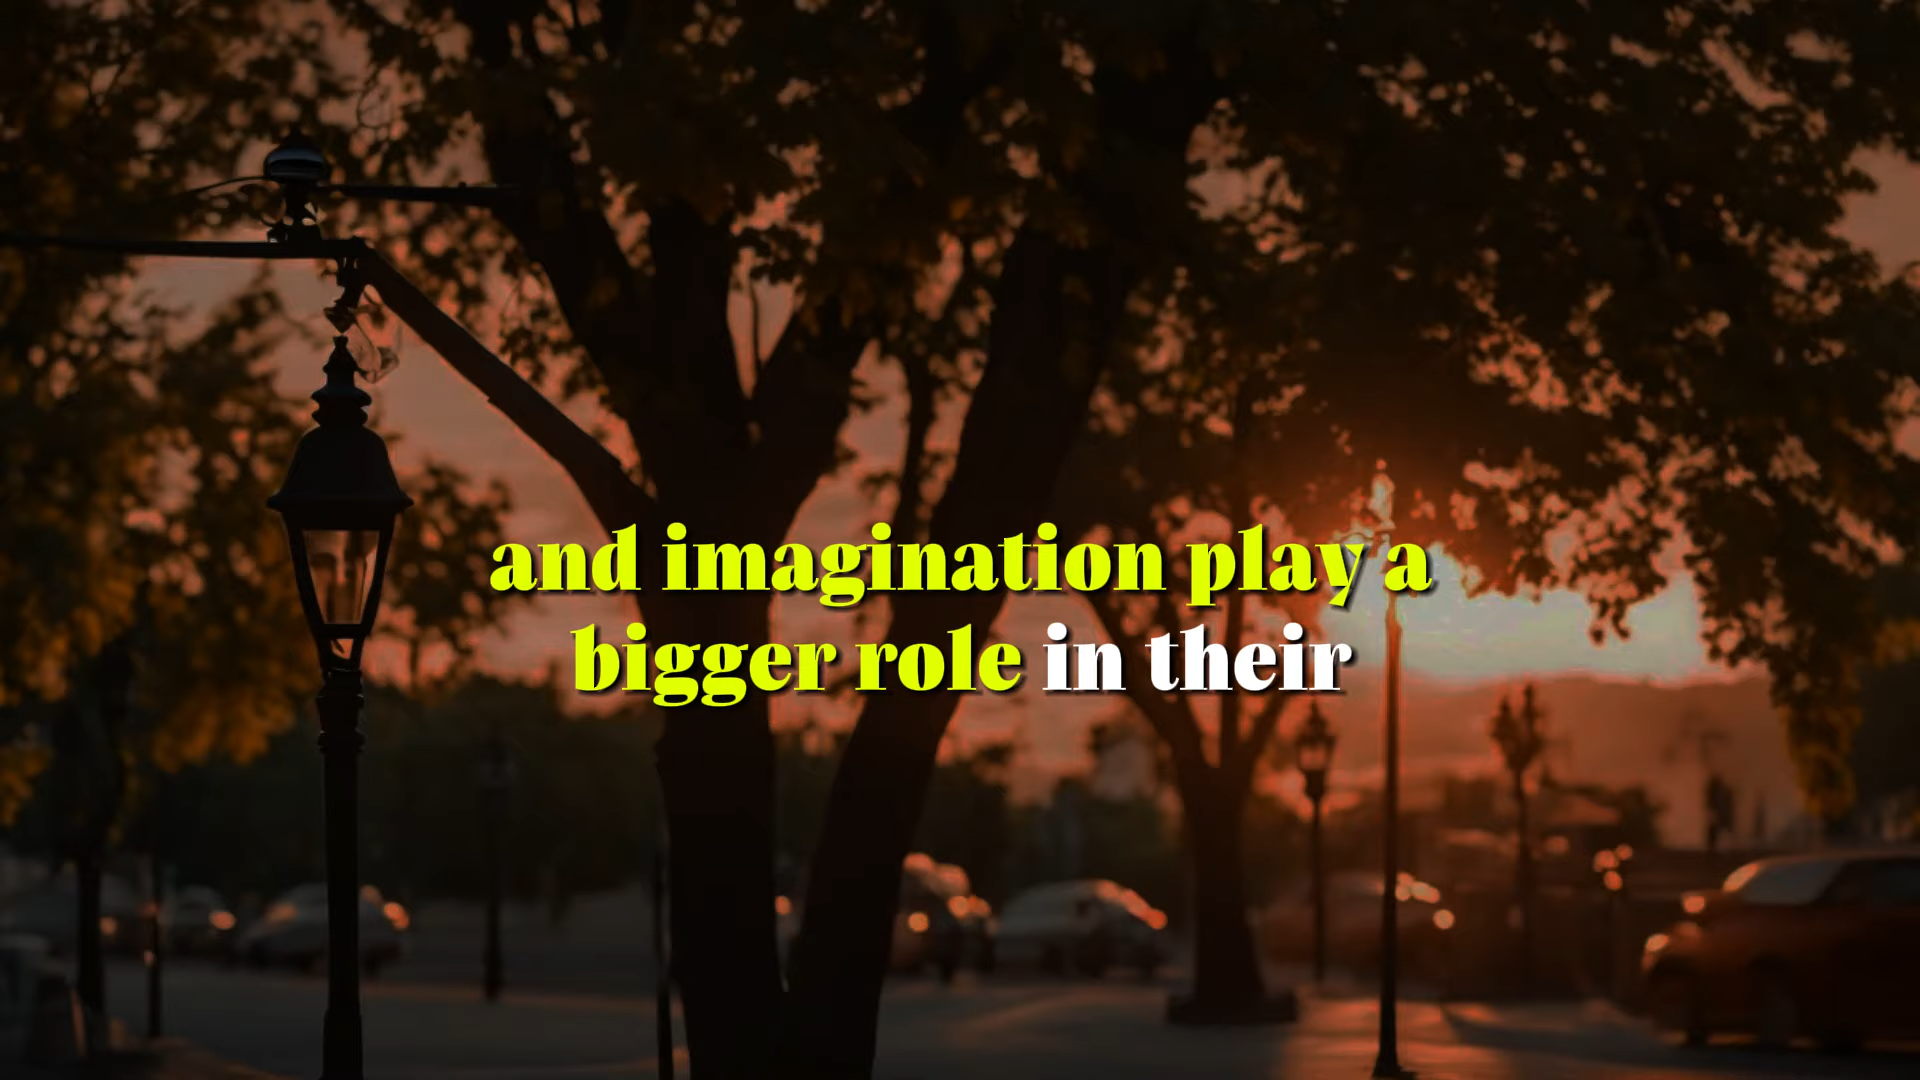 and imagination play a
bigger role in their